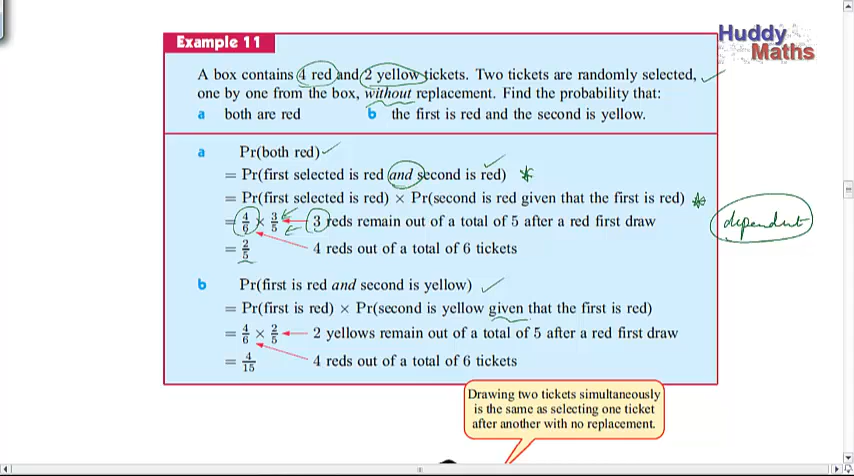 Huddy
Maths
Example 11
A box contains 4 red and 2 yellow tickets. Two tickets are randomly selected,
one by one from the box, without replacement. Find the probability that:
a both are red
b the first is red and the second is yellow.
a Pr(both red)
= Pr(first selected is red and second is red)
= Pr(first selected is red) × Pr(second is red given that the first is red)
= 4/6 × 3/5 3 reds remain out of a total of 5 after a red first draw
dependent
= 2/5 4 reds out of a total of 6 tickets
b Pr(first is red and second is yellow)
= Pr(first is red) × Pr(second is yellow given that the first is red)
= 4/6 × 2/5 2 yellows remain out of a total of 5 after a red first draw
= 4/15 4 reds out of a total of 6 tickets
Drawing two tickets simultaneously
is the same as selecting one ticket
after another with no replacement.